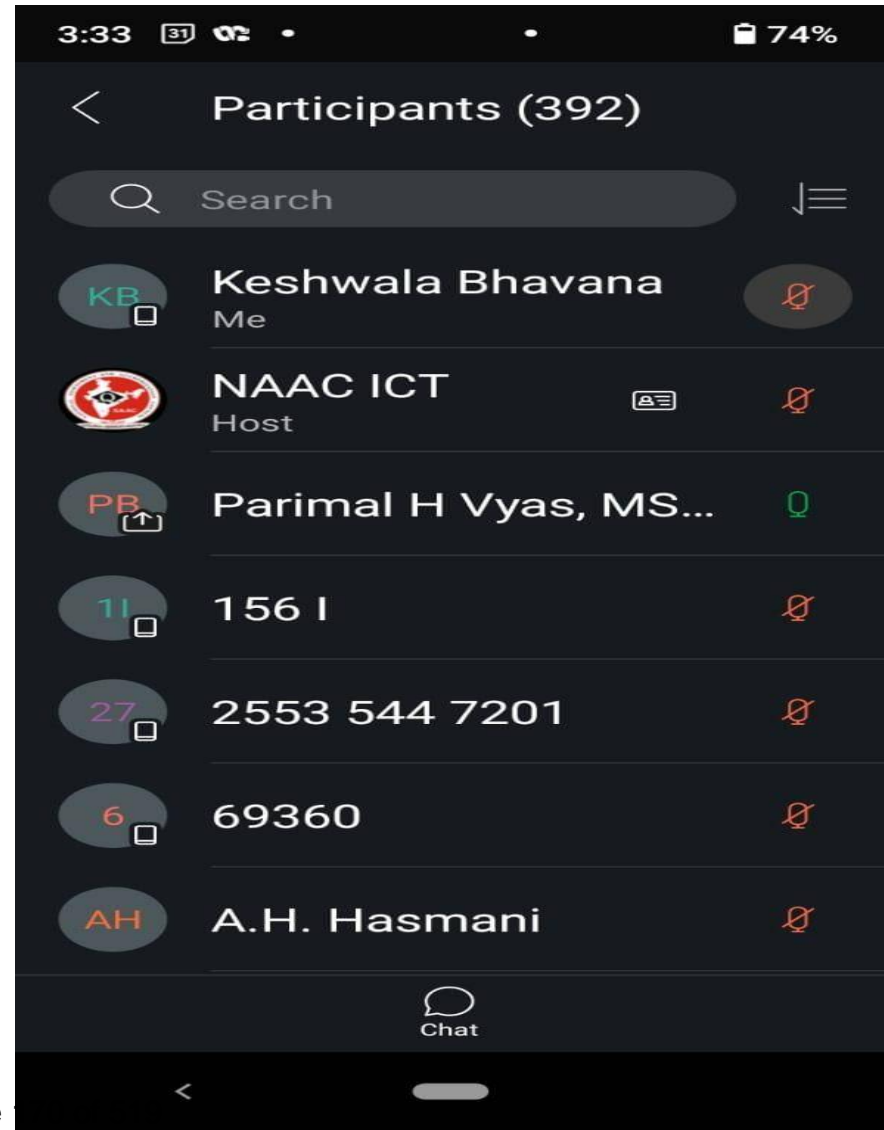 3:33 31 74%
Participants (392)
Search
KB Keshwala Bhavana
Me
NAAC ICT
Host
PB Parimal H Vyas, MS...
1I 156 I
27 2553 544 7201
6 69360
AH A.H. Hasmani
Chat
e